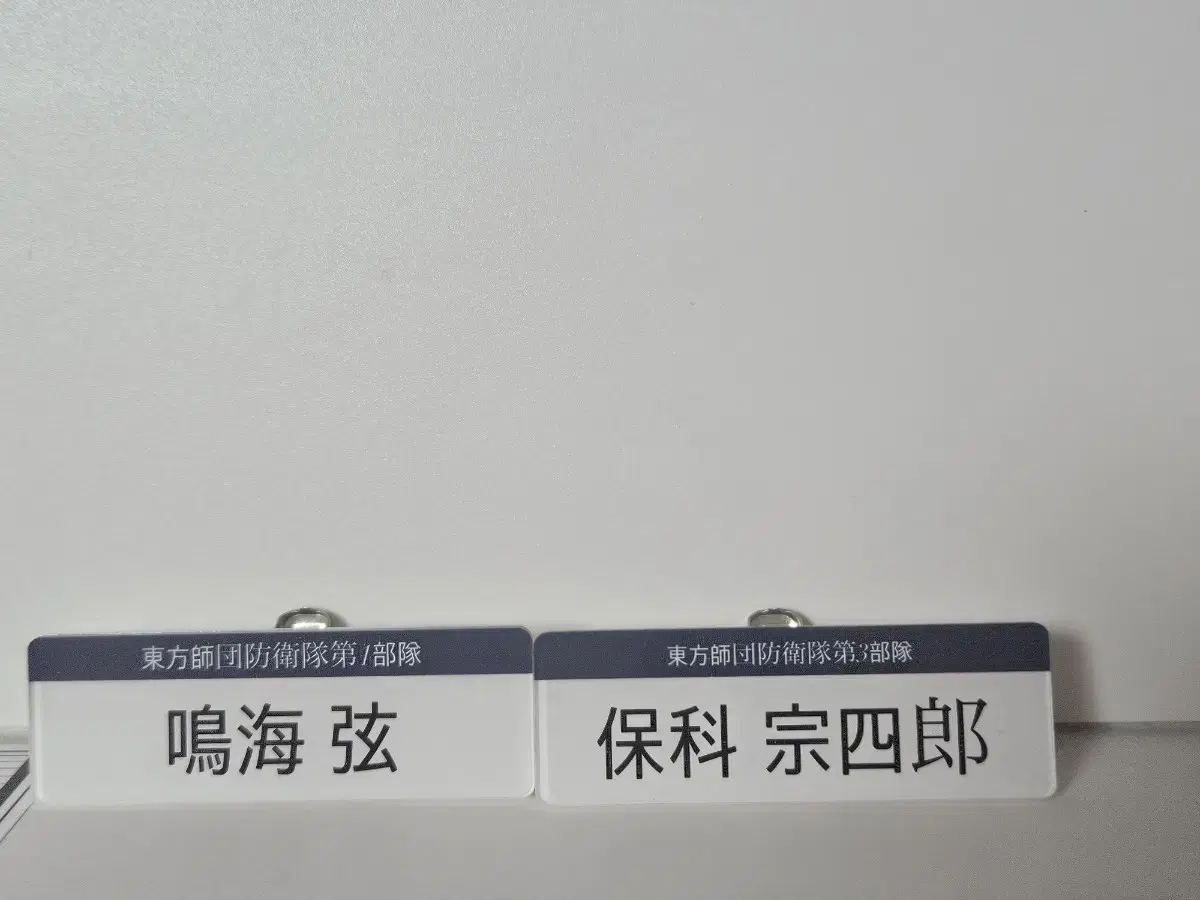 東方師団防衛隊第1部隊
鳴海 弦
東方師団防衛隊第3部隊
保科 宗四郎